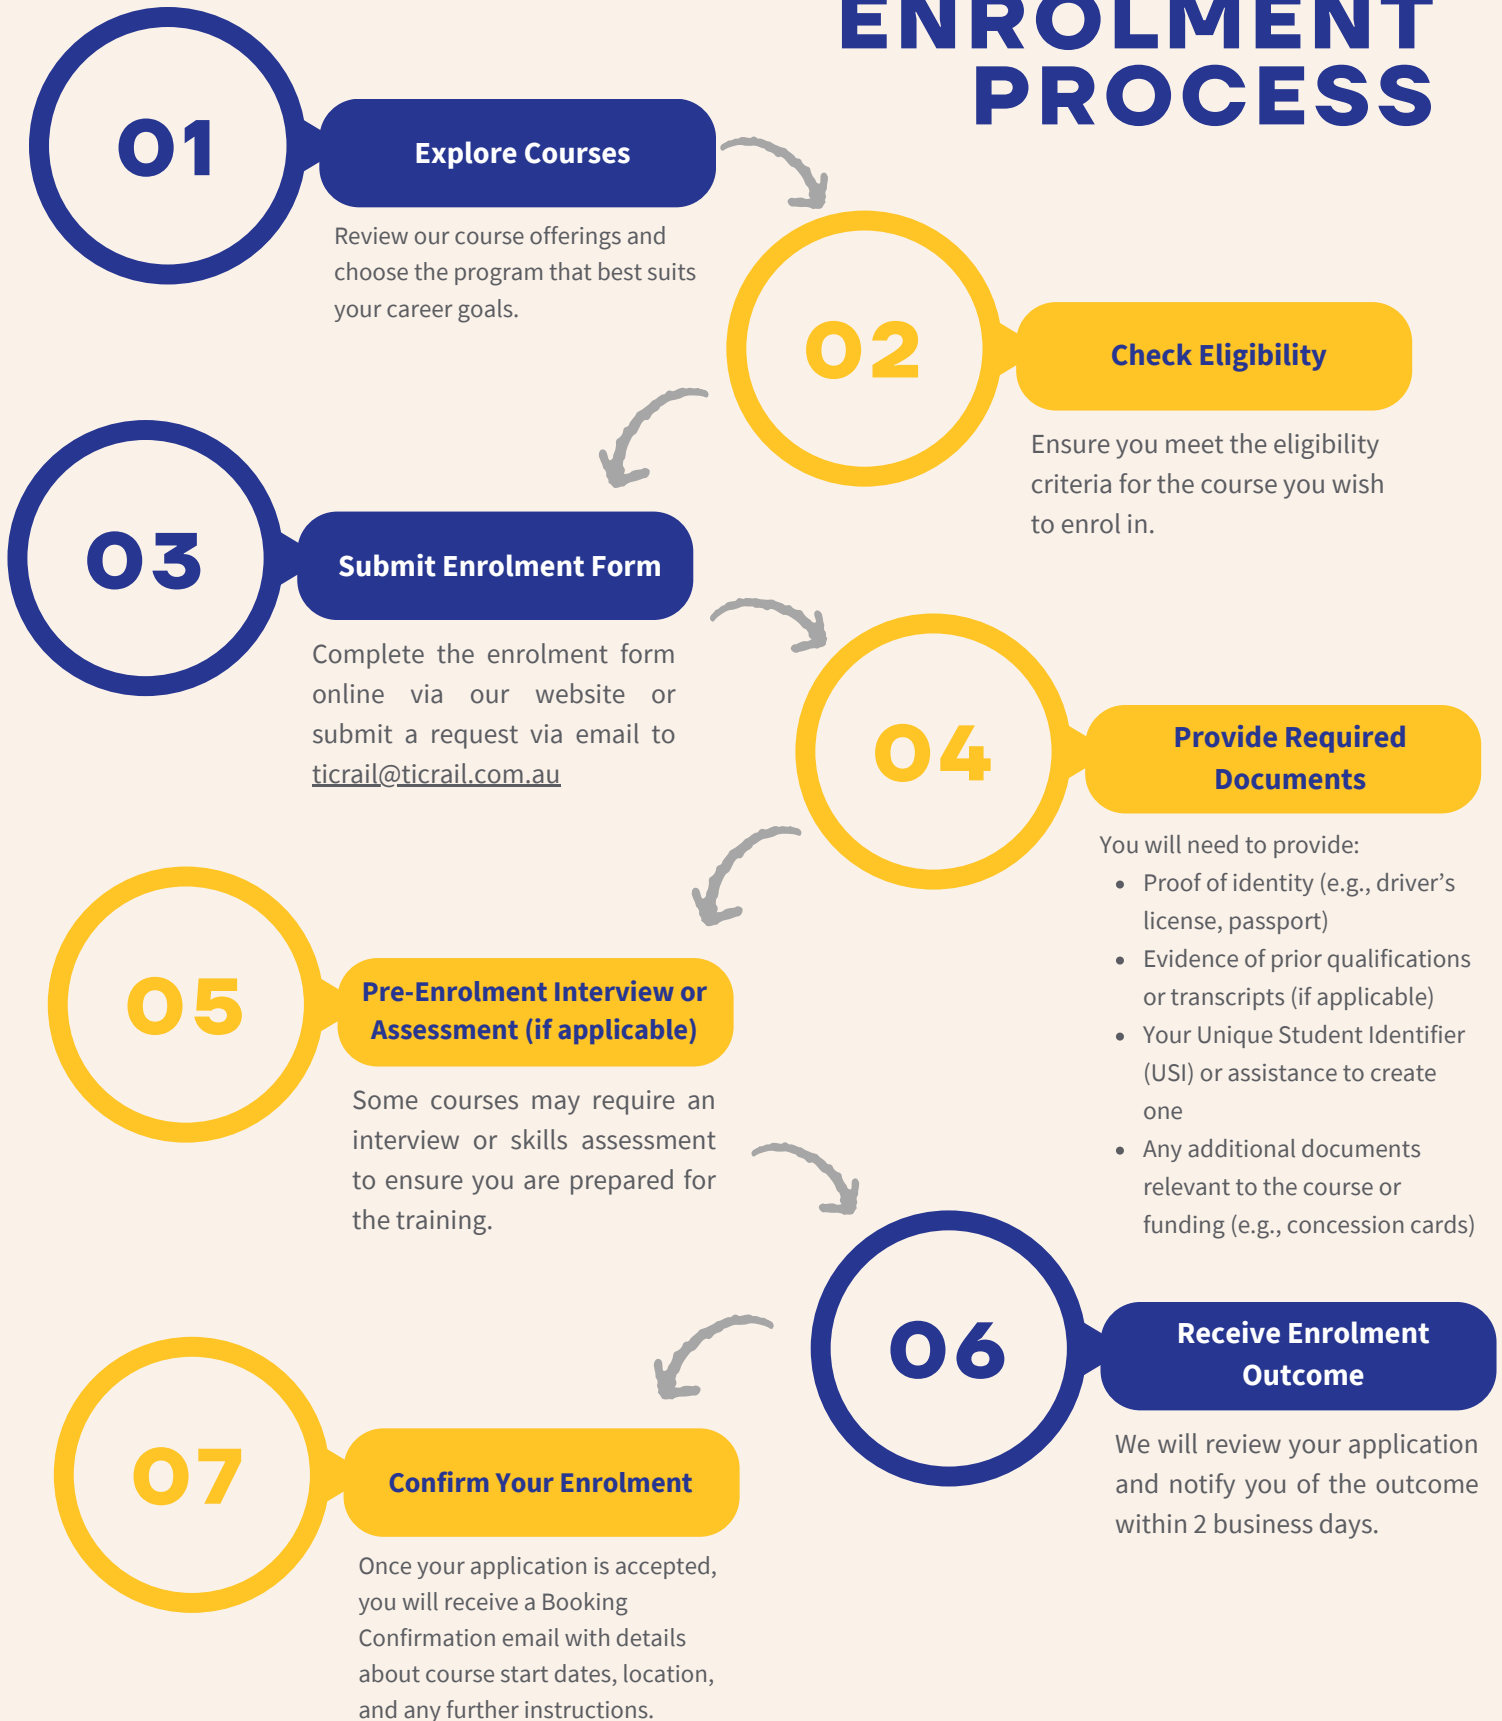 ENROLMENT
PROCESS
01
Explore Courses
Review our course offerings and
choose the program that best suits
your career goals.
02
Check Eligibility
Ensure you meet the eligibility
criteria for the course you wish
to enrol in.
03
Submit Enrolment Form
Complete the enrolment form
online via our website or
submit a request via email to
ticrail@ticrail.com.au
04
Provide Required
Documents
You will need to provide:
• Proof of identity (e.g., driver’s
license, passport)
• Evidence of prior qualifications
or transcripts (if applicable)
• Your Unique Student Identifier
(USI) or assistance to create
one
• Any additional documents
relevant to the course or
funding (e.g., concession cards)
05
Pre-Enrolment Interview or
Assessment (if applicable)
Some courses may require an
interview or skills assessment
to ensure you are prepared for
the training.
06
Receive Enrolment
Outcome
We will review your application
and notify you of the outcome
within 2 business days.
07
Confirm Your Enrolment
Once your application is accepted,
you will receive a Booking
Confirmation email with details
about course start dates, location,
and any further instructions.